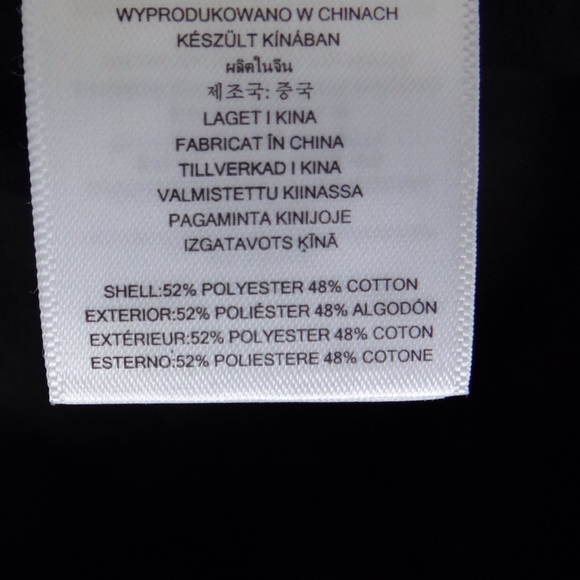 WYPRODUKOWANO W CHINACH
KÉSZÜLT KÍNÁBAN
ผลิตในจีน
제조국: 중국
LAGET I KINA
FABRICAT ÎN CHINA
TILLVERKAD I KINA
VALMISTETTU KIINASSA
PAGAMINTA KINIJOJE
IZGATAVOTS ĶĪNĀ
SHELL:52% POLYESTER 48% COTTON
EXTERIOR:52% POLIÉSTER 48% ALGODÓN
EXTÉRIEUR:52% POLYESTER 48% COTON
ESTERNO:52% POLIESTERE 48% COTONE